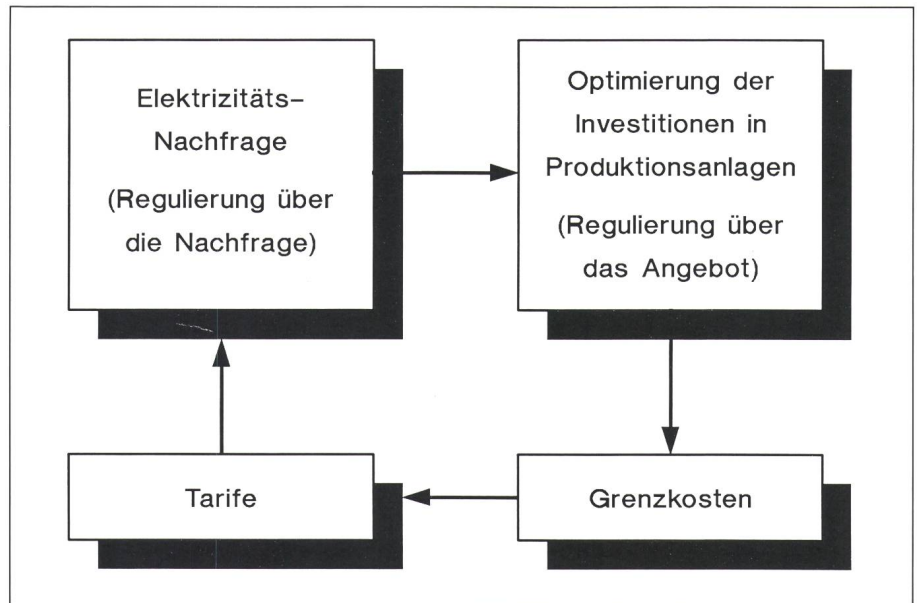 Elektrizitäts–
Nachfrage
(Regulierung über
die Nachfrage)
Optimierung der
Investitionen in
Produktionsanlagen
(Regulierung über
das Angebot)
Tarife
Grenzkosten